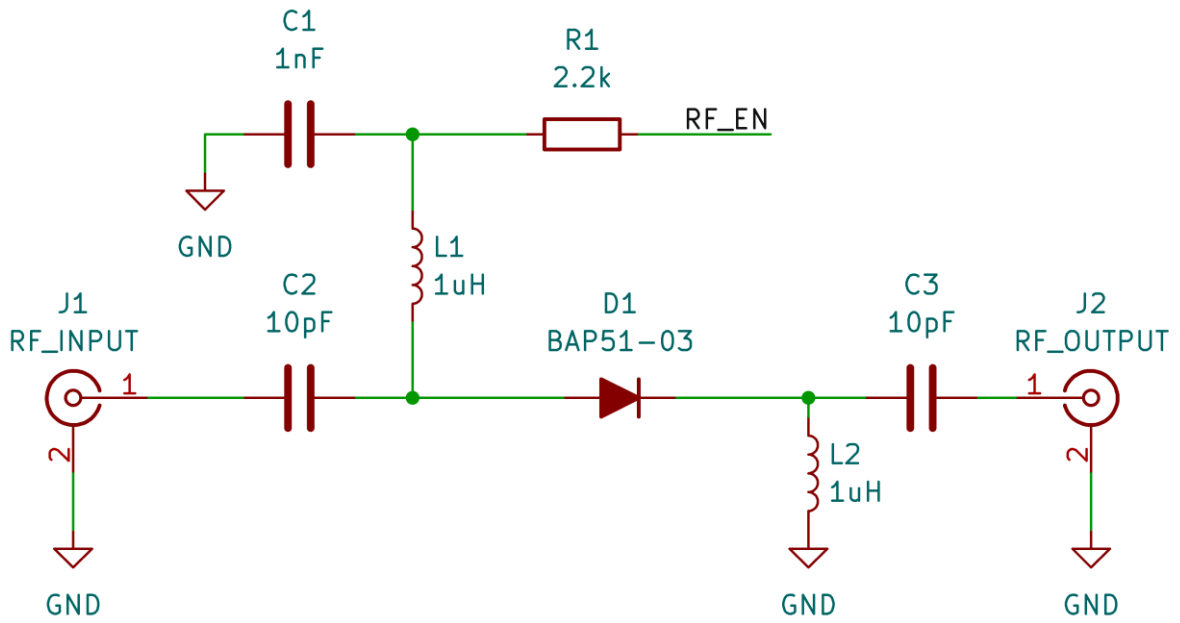 C1
1nF
R1
2.2k
RF_EN
GND
L1
1uH
C2
10pF
D1
BAP51-03
C3
10pF
J1
RF_INPUT
1
2
GND
L2
1uH
GND
J2
RF_OUTPUT
1
2
GND